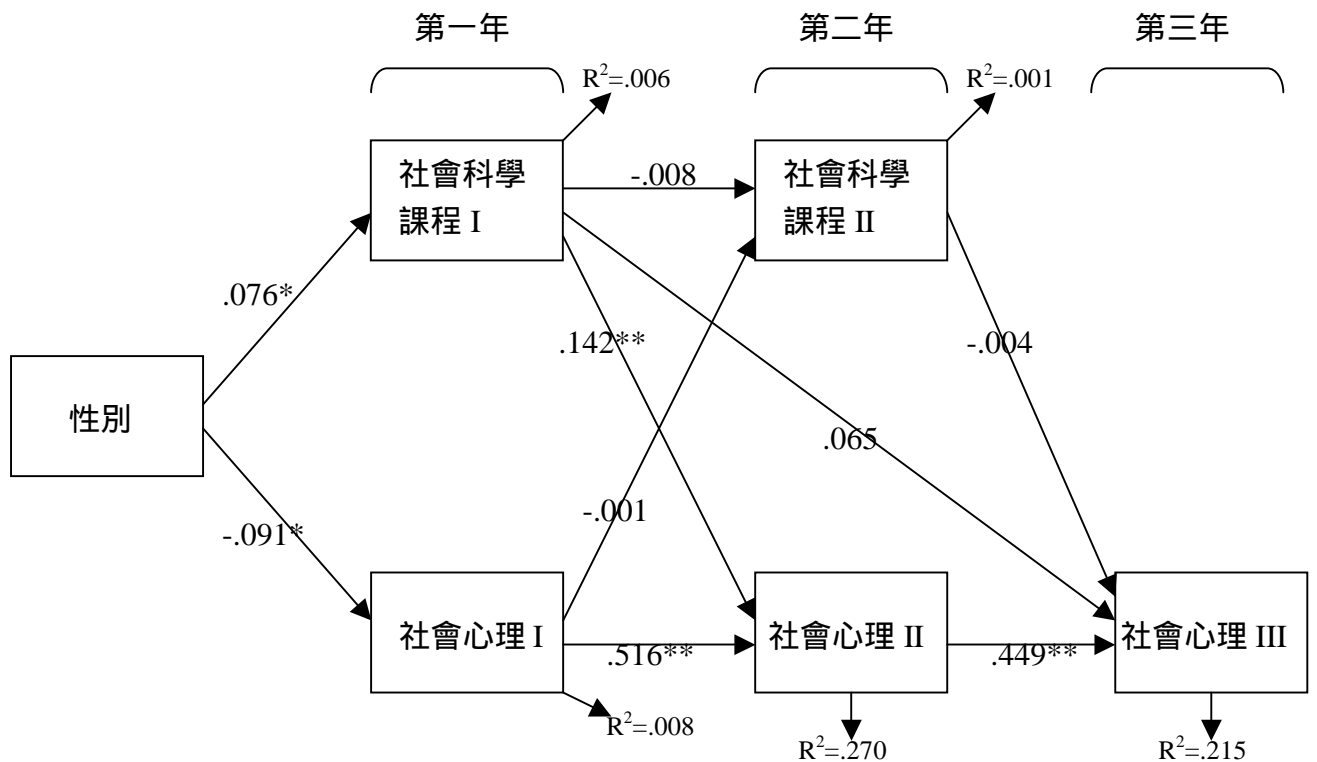 第一年
第二年
第三年
R²=.006
R²=.001
社會科學
課程 I
-.008
社會科學
課程 II
.076*
.142**
-.004
性別
.065
-.001
-.091*
社會心理 I
.516**
社會心理 II
.449**
社會心理 III
R²=.008
R²=.270
R²=.215